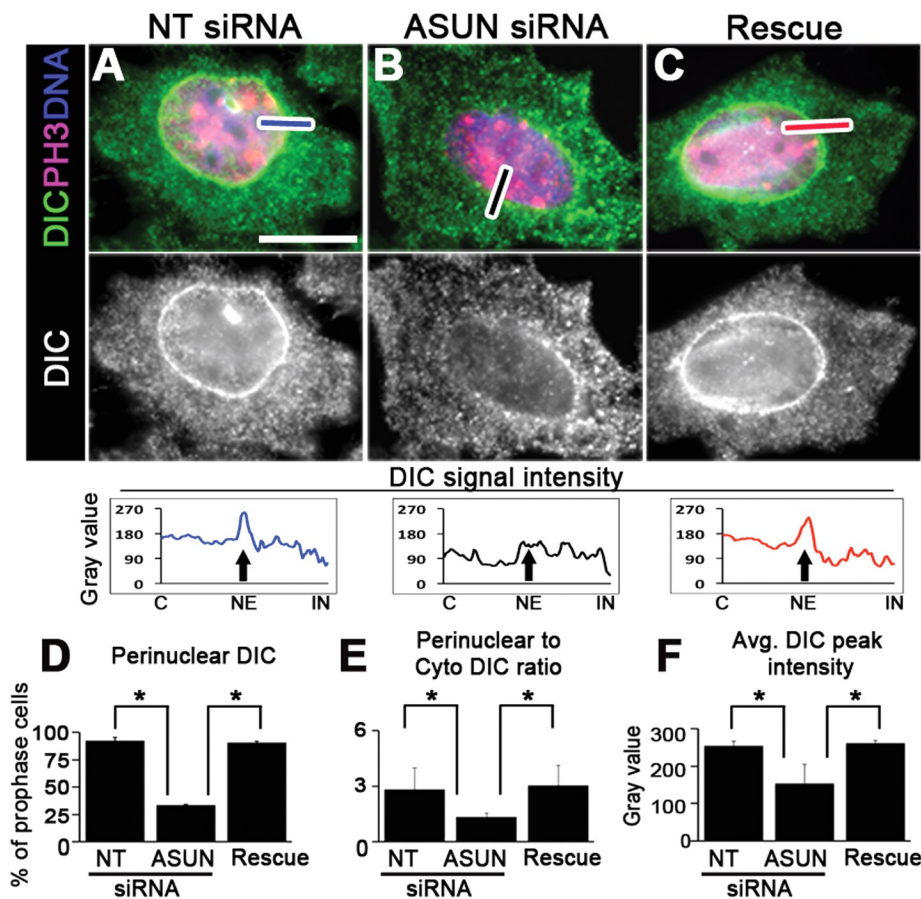 NT siRNA ASUN siRNA Rescue
A B C
DICPH3DNA
DIC
DIC signal intensity
Gray value
270
180
90
0
C NE IN
270
180
90
0
C NE IN
270
180
90
0
C NE IN
D Perinuclear DIC
% of prophase cells
100
75
50
25
0
* *
NT ASUN Rescue
siRNA
E Perinuclear to
Cyto DIC ratio
6
3
0
* *
NT ASUN Rescue
siRNA
F Avg. DIC peak
intensity
Gray value
300
200
100
0
* *
NT ASUN Rescue
siRNA